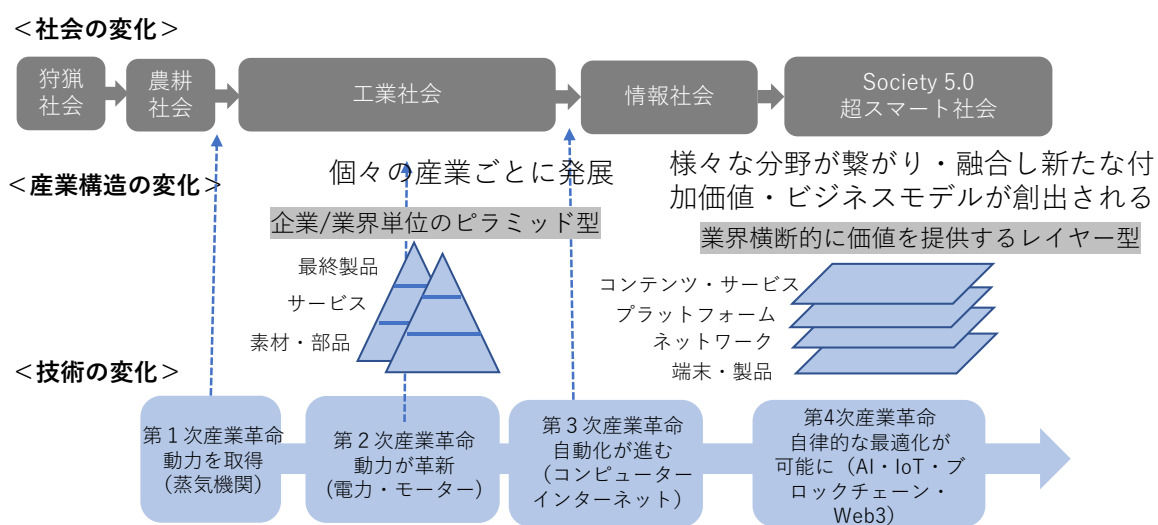 ＜社会の変化＞
狩猟
社会
農耕
社会
工業社会
情報社会
Society 5.0
超スマート社会
＜産業構造の変化＞
個々の産業ごとに発展
企業/業界単位のピラミッド型
最終製品
サービス
素材・部品
様々な分野が繋がり・融合し新たな付
加価値・ビジネスモデルが創出される
業界横断的に価値を提供するレイヤー型
コンテンツ・サービス
プラットフォーム
ネットワーク
端末・製品
＜技術の変化＞
第１次産業革命
動力を取得
(蒸気機関)
第２次産業革命
動力が革新
(電力・モーター)
第３次産業革命
自動化が進む
（コンピューター
インターネット）
第4次産業革命
自律的な最適化が
可能に（AI・IoT・ブ
ロックチェーン・
Web3）